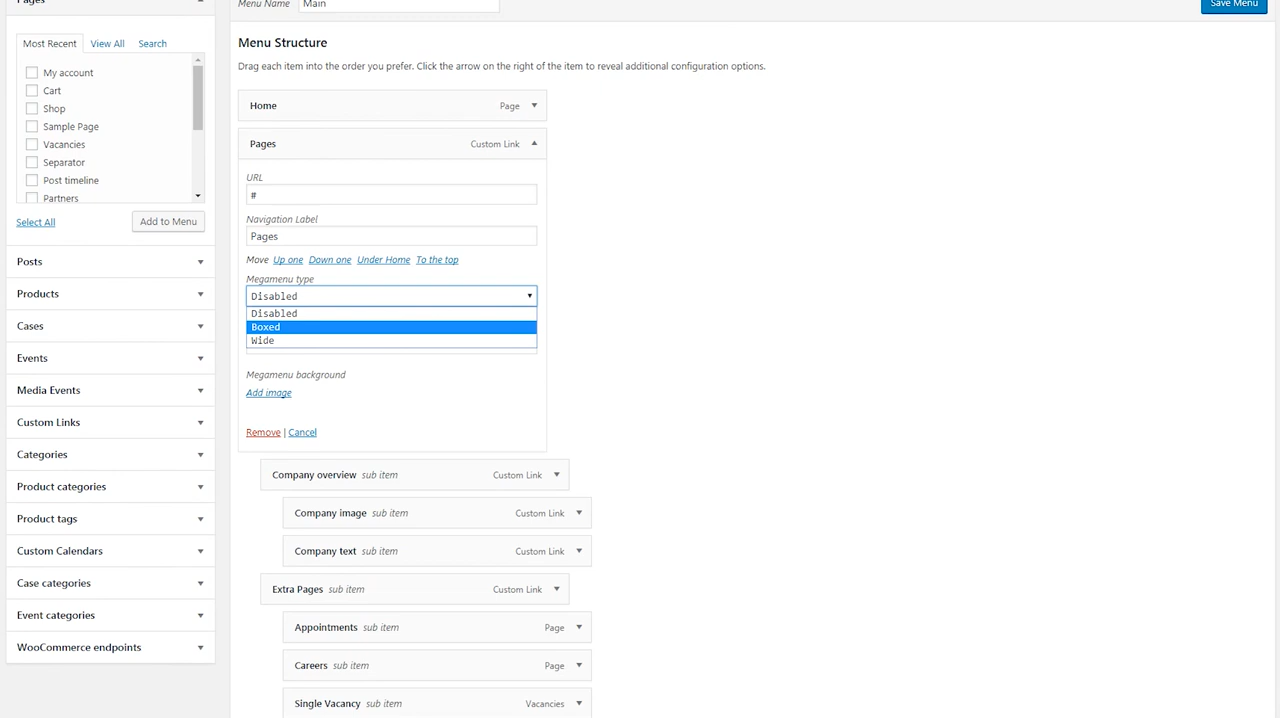 Pages
Most Recent View All Search
My account
Cart
Shop
Sample Page
Vacancies
Separator
Post timeline
Partners
Select All Add to Menu
Posts
Products
Cases
Events
Media Events
Custom Links
Categories
Product categories
Product tags
Custom Calendars
Case categories
Event categories
WooCommerce endpoints
Menu Name Main Save Menu
Menu Structure
Drag each item into the order you prefer. Click the arrow on the right of the item to reveal additional configuration options.
Home Page
Pages Custom Link
URL
#
Navigation Label
Pages
Move Up one Down one Under Home To the top
Megamenu type
Disabled
Disabled
Boxed
Wide
Megamenu background
Add image
Remove | Cancel
Company overview sub item Custom Link
Company image sub item Custom Link
Company text sub item Custom Link
Extra Pages sub item Custom Link
Appointments sub item Page
Careers sub item Page
Single Vacancy sub item Vacancies